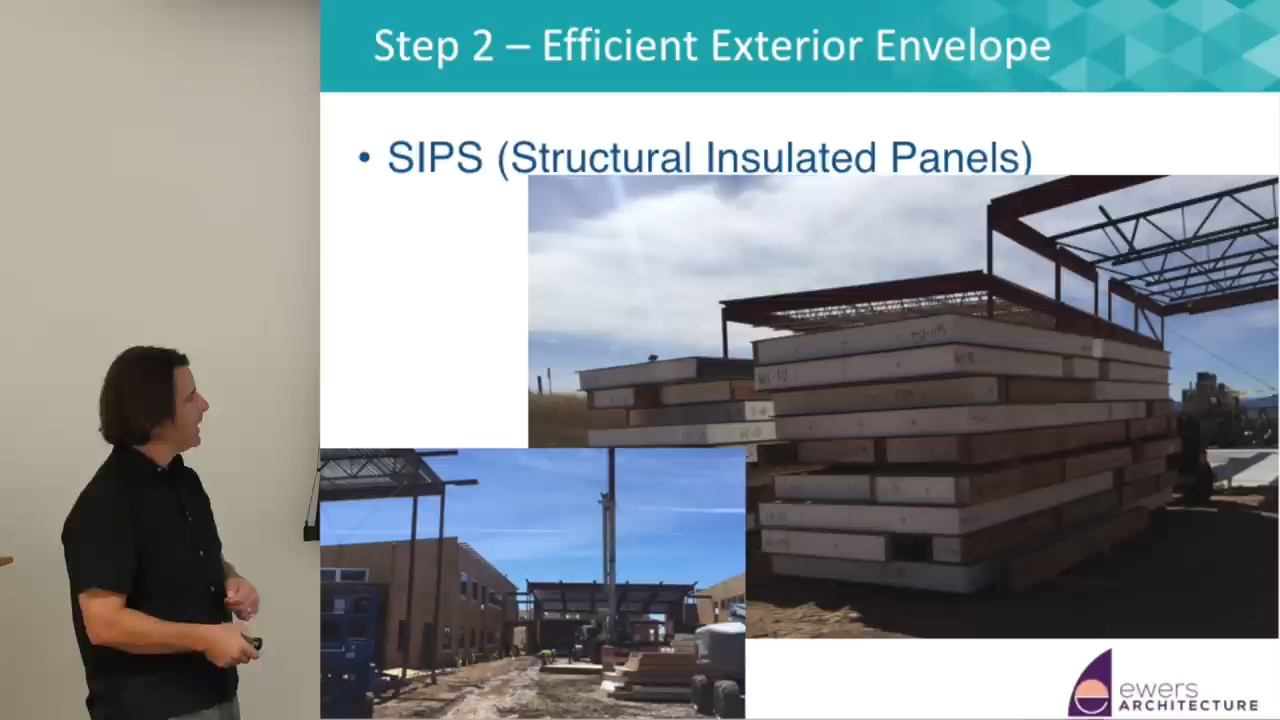 Step 2 – Efficient Exterior Envelope
• SIPS (Structural Insulated Panels)
ewers
ARCHITECTURE